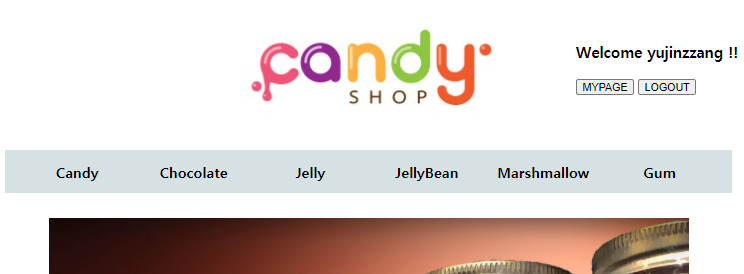 candy
SHOP
Welcome yujinzzang !!
MYPAGE LOGOUT
Candy Chocolate Jelly JellyBean Marshmallow Gum